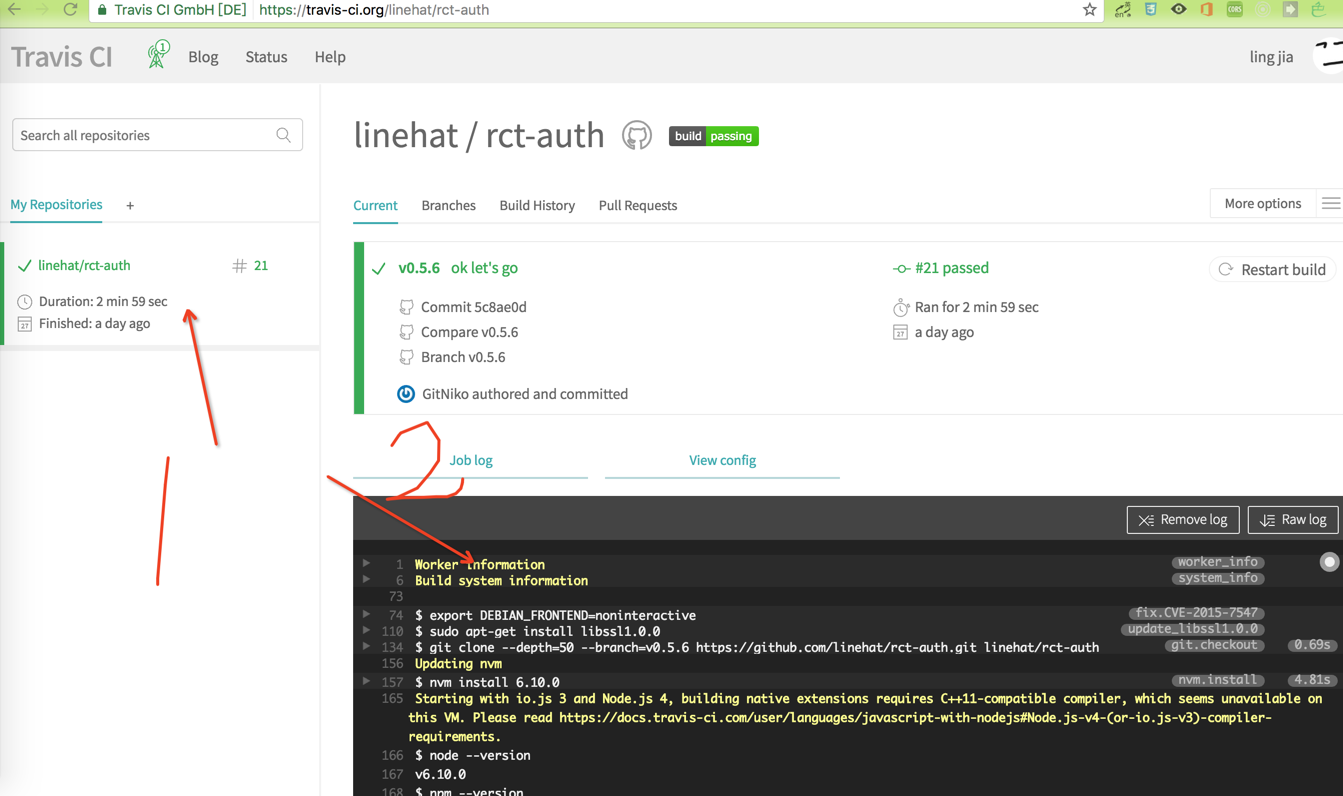 Travis CI GmbH [DE] https://travis-ci.org/linehat/rct-auth
en CORS
Travis CI 1 Blog Status Help ling jia
Search all repositories
linehat / rct-auth build passing
My Repositories +
Current Branches Build History Pull Requests More options
linehat/rct-auth # 21
Duration: 2 min 59 sec
Finished: a day ago
v0.5.6 ok let's go #21 passed Restart build
Commit 5c8ae0d Ran for 2 min 59 sec
Compare v0.5.6 a day ago
Branch v0.5.6
GitNiko authored and committed
1
2
Job log View config
Remove log Raw log
1 Worker information worker_info
6 Build system information system_info
73
74 $ export DEBIAN_FRONTEND=noninteractive fix.CVE-2015-7547
110 $ sudo apt-get install libssl1.0.0 update_libssl1.0.0
134 $ git clone --depth=50 --branch=v0.5.6 https://github.com/linehat/rct-auth.git linehat/rct-auth git.checkout 0.69s
156 Updating nvm
157 $ nvm install 6.10.0 nvm.install 4.81s
165 Starting with io.js 3 and Node.js 4, building native extensions requires C++11-compatible compiler, which seems unavailable on
this VM. Please read https://docs.travis-ci.com/user/languages/javascript-with-nodejs#Node.js-v4-(or-io.js-v3)-compiler-
requirements.
166 $ node --version
167 v6.10.0
168 $ npm --version